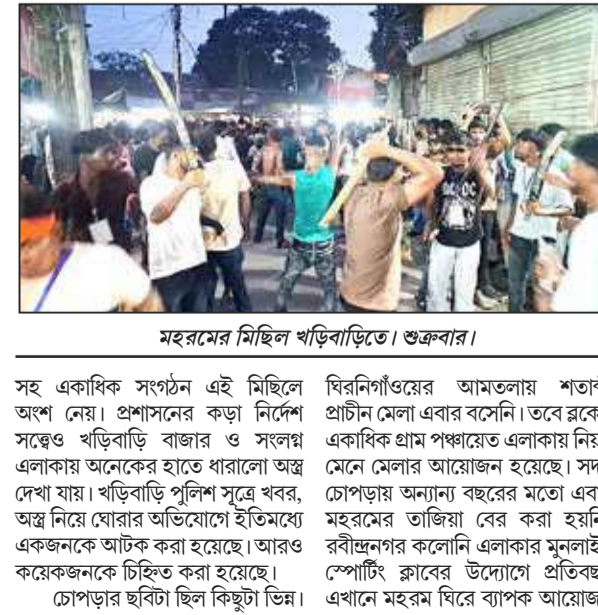 মহরমের মিছিল খড়িবাড়িতে। শুক্রবার।
সহ একাধিক সংগঠন এই মিছিলে
অংশ নেয়। প্রশাসনের কড়া নির্দেশ
সত্ত্বেও খড়িবাড়ি বাজার ও সংলগ্ন
এলাকায় অনেকের হাতে ধারালো অস্ত্র
দেখা যায়। খড়িবাড়ি পুলিশ সূত্রে খবর,
অস্ত্র নিয়ে ঘোরার অভিযোগে ইতিমধ্যে
একজনকে আটক করা হয়েছে। আরও
কয়েকজনকে চিহ্নিত করা হয়েছে।
চোপড়ার ছবিটা ছিল কিছুটা ভিন্ন।
ঘিরনিগাঁওয়ের আমতলায়
প্রাচীন মেলা এবার বসেনি। তবে
একাধিক গ্রাম পঞ্চায়েত এলাকায়
মেনে মেলার আয়োজন হয়েছে।
চোপড়ায় অন্যান্য বছরের মতো
মহরমের তাজিয়া বের করা
রবীন্দ্রনগর কলোনি এলাকার
স্পোর্টিং ক্লাবের উদ্যোগে
এখানে মহরম ঘিরে ব্যাপক